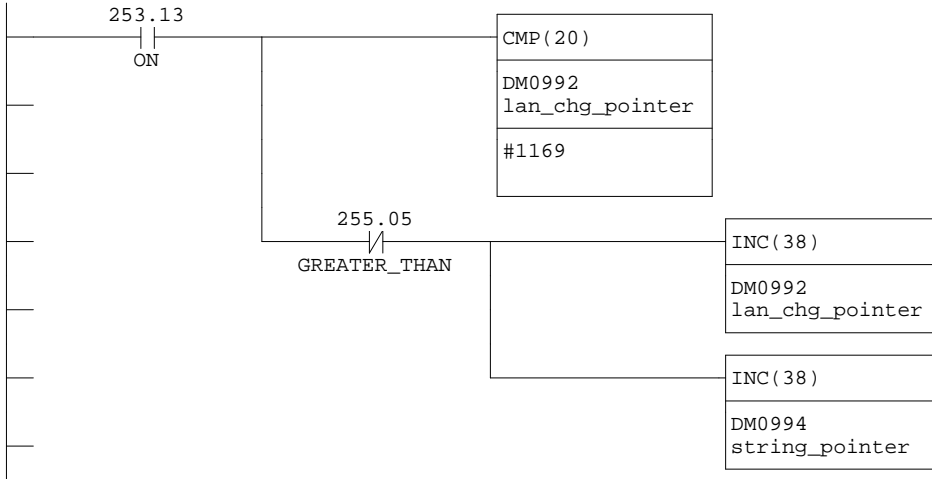 253.13
ON
CMP(20)
DM0992
lan_chg_pointer
#1169
255.05
GREATER_THAN
INC(38)
DM0992
lan_chg_pointer
INC(38)
DM0994
string_pointer